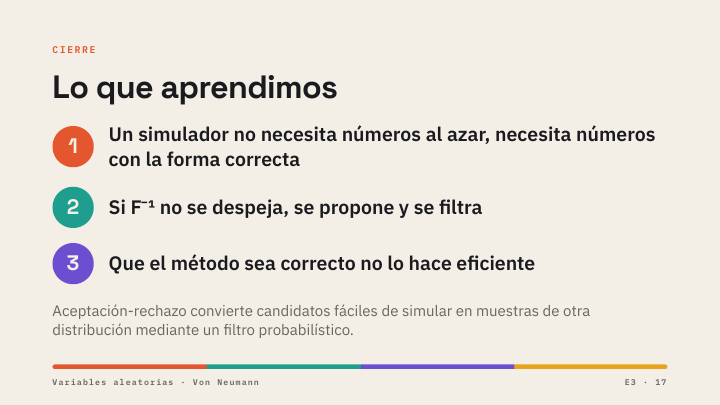 CIERRE
Lo que aprendimos
1
Un simulador no necesita números al azar, necesita números
con la forma correcta
2
Si F⁻¹ no se despeja, se propone y se filtra
3
Que el método sea correcto no lo hace eficiente
Aceptación-rechazo convierte candidatos fáciles de simular en muestras de otra
distribución mediante un filtro probabilístico.
Variables aleatorias · Von Neumann
E3 · 17